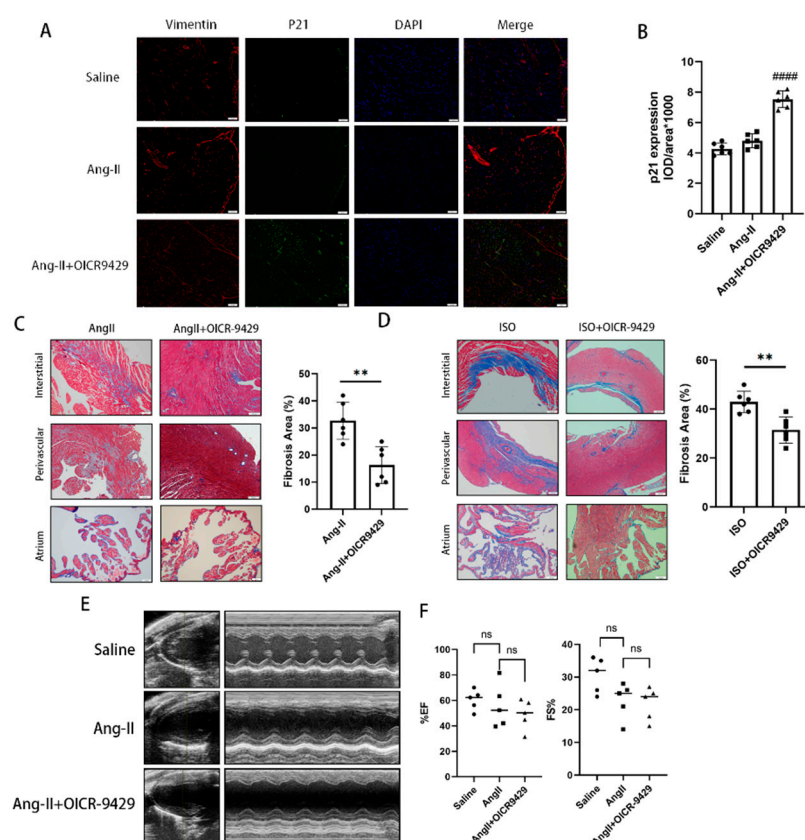 A
Vimentin P21 DAPI Merge
Saline
Ang-II
Ang-II+OICR9429
B
####
p21 expression
IOD/area*1000
10
8
6
4
2
0
Saline
Ang-II
Ang-II+OICR9429
C
AngII AngII+OICR-9429
Interstitial
Perivascular
Atrium
**
Fibrosis Area (%)
50
40
30
20
10
0
Ang-II
Ang-II+OICR9429
D
ISO ISO+OICR-9429
Interstitial
Perivascular
Atrium
**
Fibrosis Area (%)
60
40
20
0
ISO
ISO+OICR9429
E
Saline
Ang-II
Ang-II+OICR-9429
F
ns
ns
%EF
100
80
60
40
20
0
Saline
AngII
AngII+OICR9429
ns
ns
FS%
40
30
20
10
0
Saline
AngII
AngII+OICR-9429